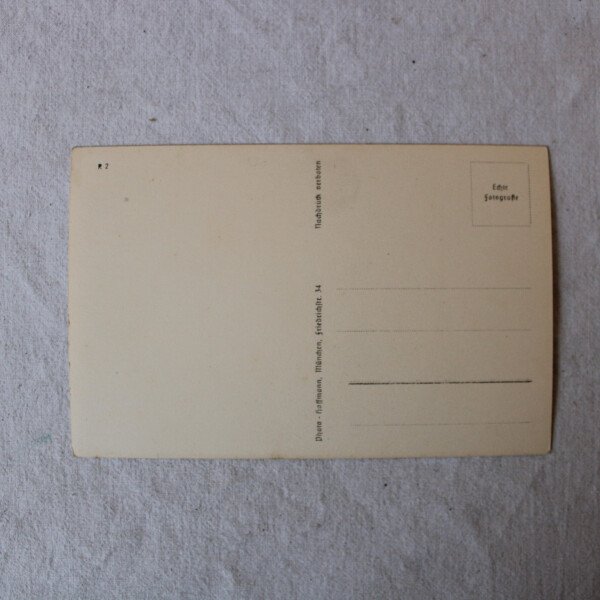 R 2
Nachdruck verboten
Photo-Hoffmann, München, Friedrichstr. 34
Echte
Fotografie